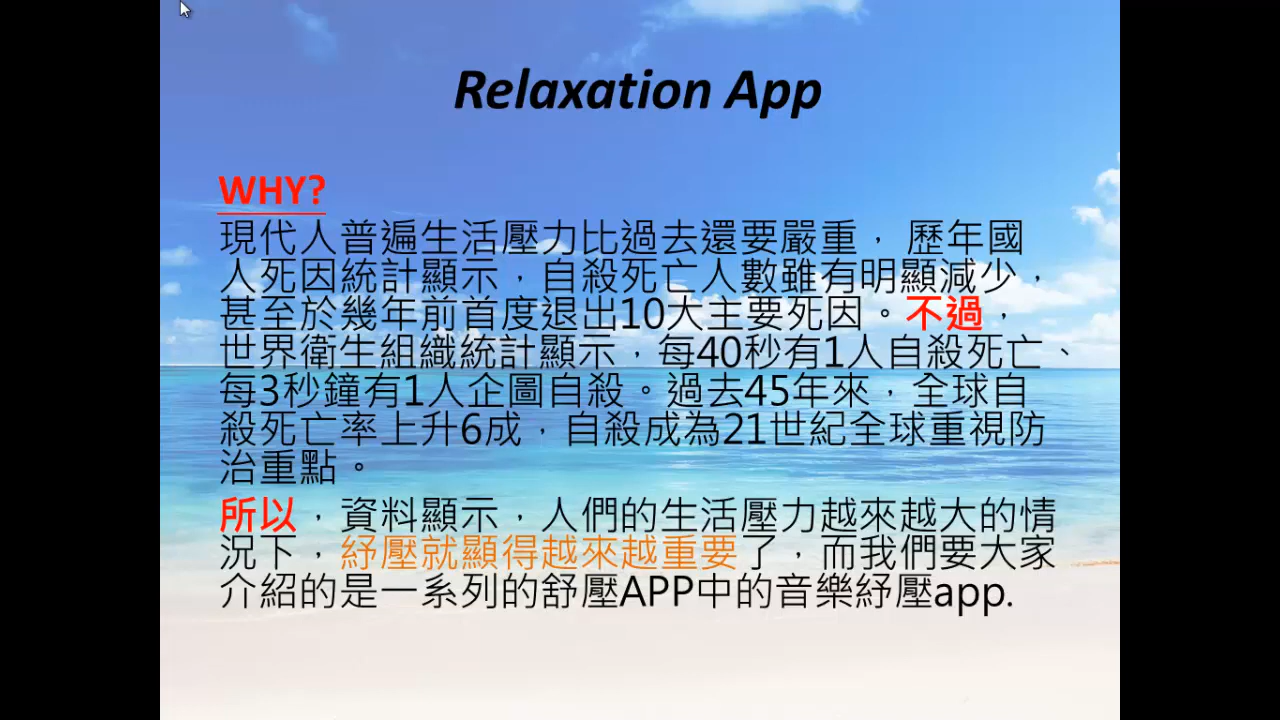 Relaxation App
WHY?
現代人普遍生活壓力比過去還要嚴重， 歷年國
人死因統計顯示，自殺死亡人數雖有明顯減少，
甚至於幾年前首度退出10大主要死因。不過，
世界衛生組織統計顯示，每40秒有1人自殺死亡、
每3秒鐘有1人企圖自殺。過去45年來，全球自
殺死亡率上升6成，自殺成為21世紀全球重視防
治重點。
所以，資料顯示，人們的生活壓力越來越大的情
況下，紓壓就顯得越來越重要了，而我們要大家
介紹的是一系列的舒壓APP中的音樂紓壓app.